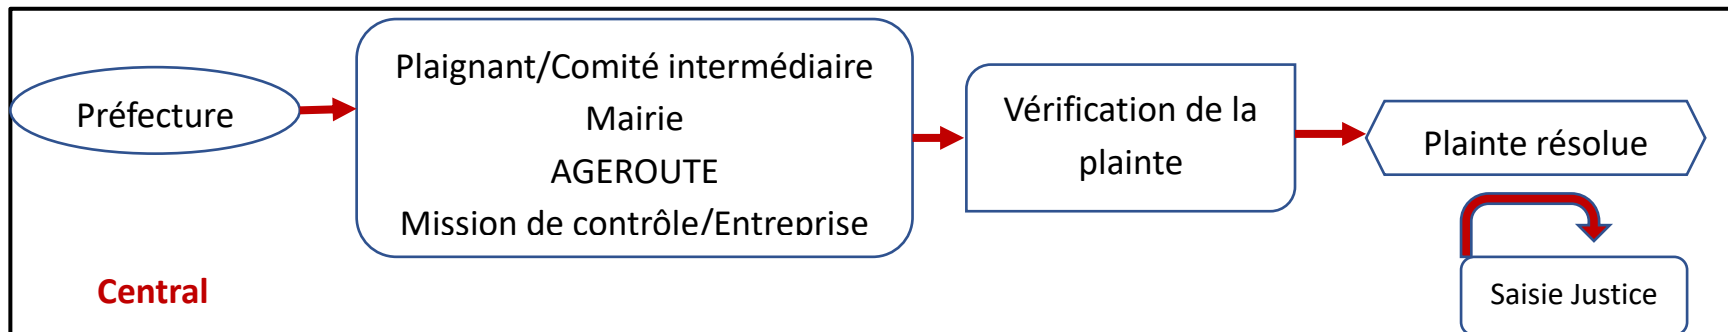 Préfecture
Plaignant/Comité intermédiaire
Mairie
AGEROUTE
Mission de contrôle/Entreprise
Vérification de la
plainte
Plainte résolue
Central
Saisie Justice